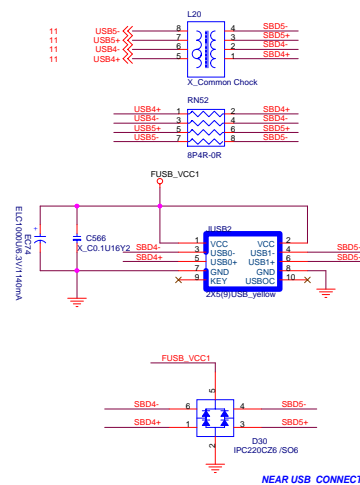 L20
11 USB5- 8 4 SBD5-
11 USB5+ 7 3 SBD5+
11 USB4- 6 2 SBD4-
11 USB4+ 5 1 SBD4+
X_Common Chock
RN52
USB4+ 1 2 SBD4+
USB4- 3 4 SBD4-
USB5+ 5 6 SBD5+
USB5- 7 8 SBD5-
8P4R-0R
FUSB_VCC1
JUSB2
1 VCC VCC 2
SBD4- 3 USB0- USB1- 4 SBD5-
SBD4+ 5 USB0+ USB1+ 6 SBD5+
7 GND GND 8
9 KEY USBOC 10
2X5(9)USB_yellow
C566
X_C0.1U16Y2
+
EC74
ELC1000U/6.3V/1140mA
FUSB_VCC1
5
SBD4- 6 4 SBD5-
SBD4+ 1 3 SBD5+
2
D30
IPC220CZ6 /SO6
NEAR USB CONNECT